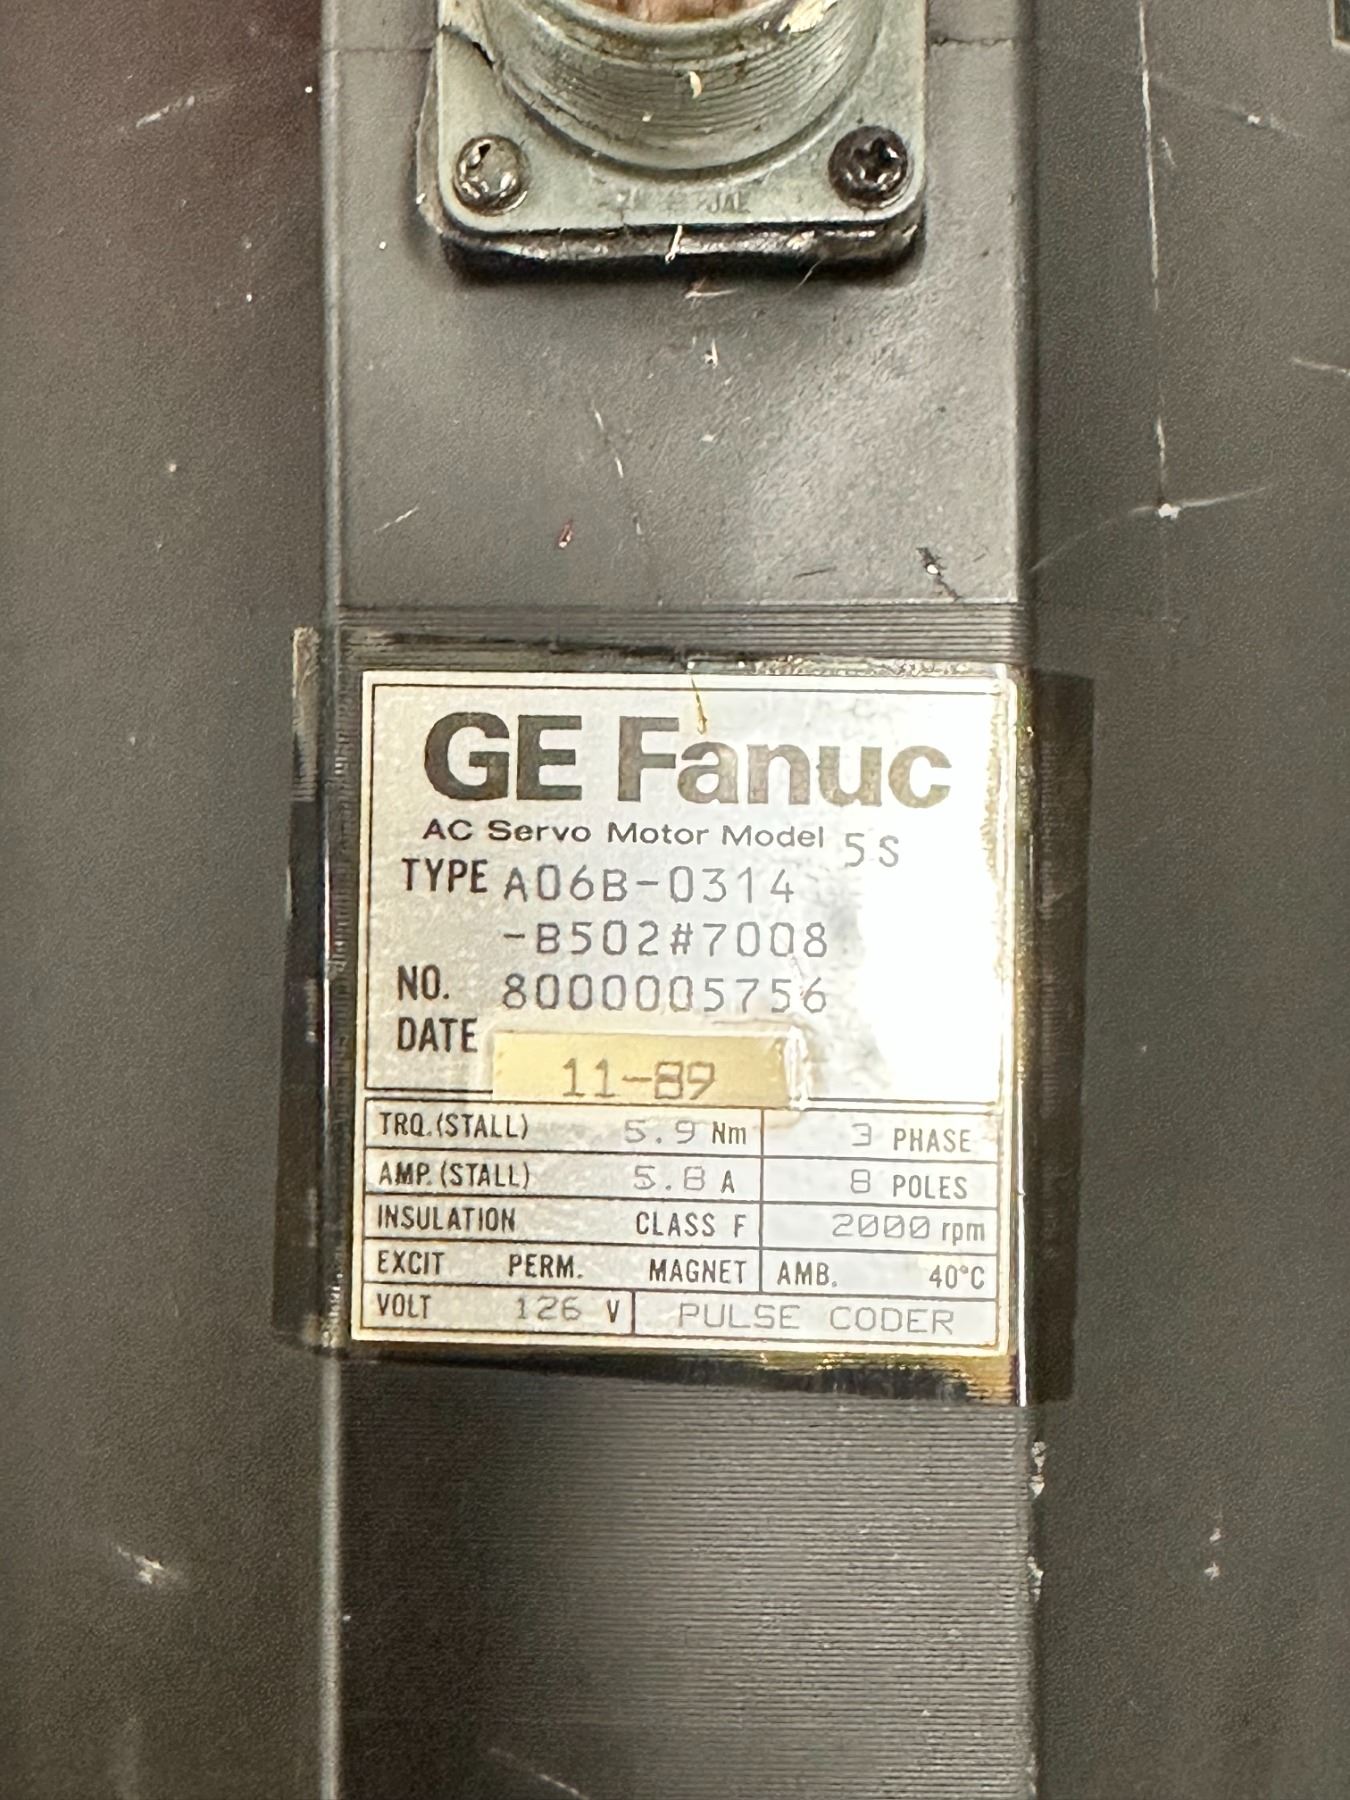 JAE
GE Fanuc
AC Servo Motor Model 5S
TYPE A06B-0314
-B502#7008
NO. 8000005756
DATE 11-89
TRQ.(STALL) 5.9 Nm 3 PHASE
AMP.(STALL) 5.8 A 8 POLES
INSULATION CLASS F 2000 rpm
EXCIT PERM. MAGNET AMB. 40°C
VOLT 126 V PULSE CODER